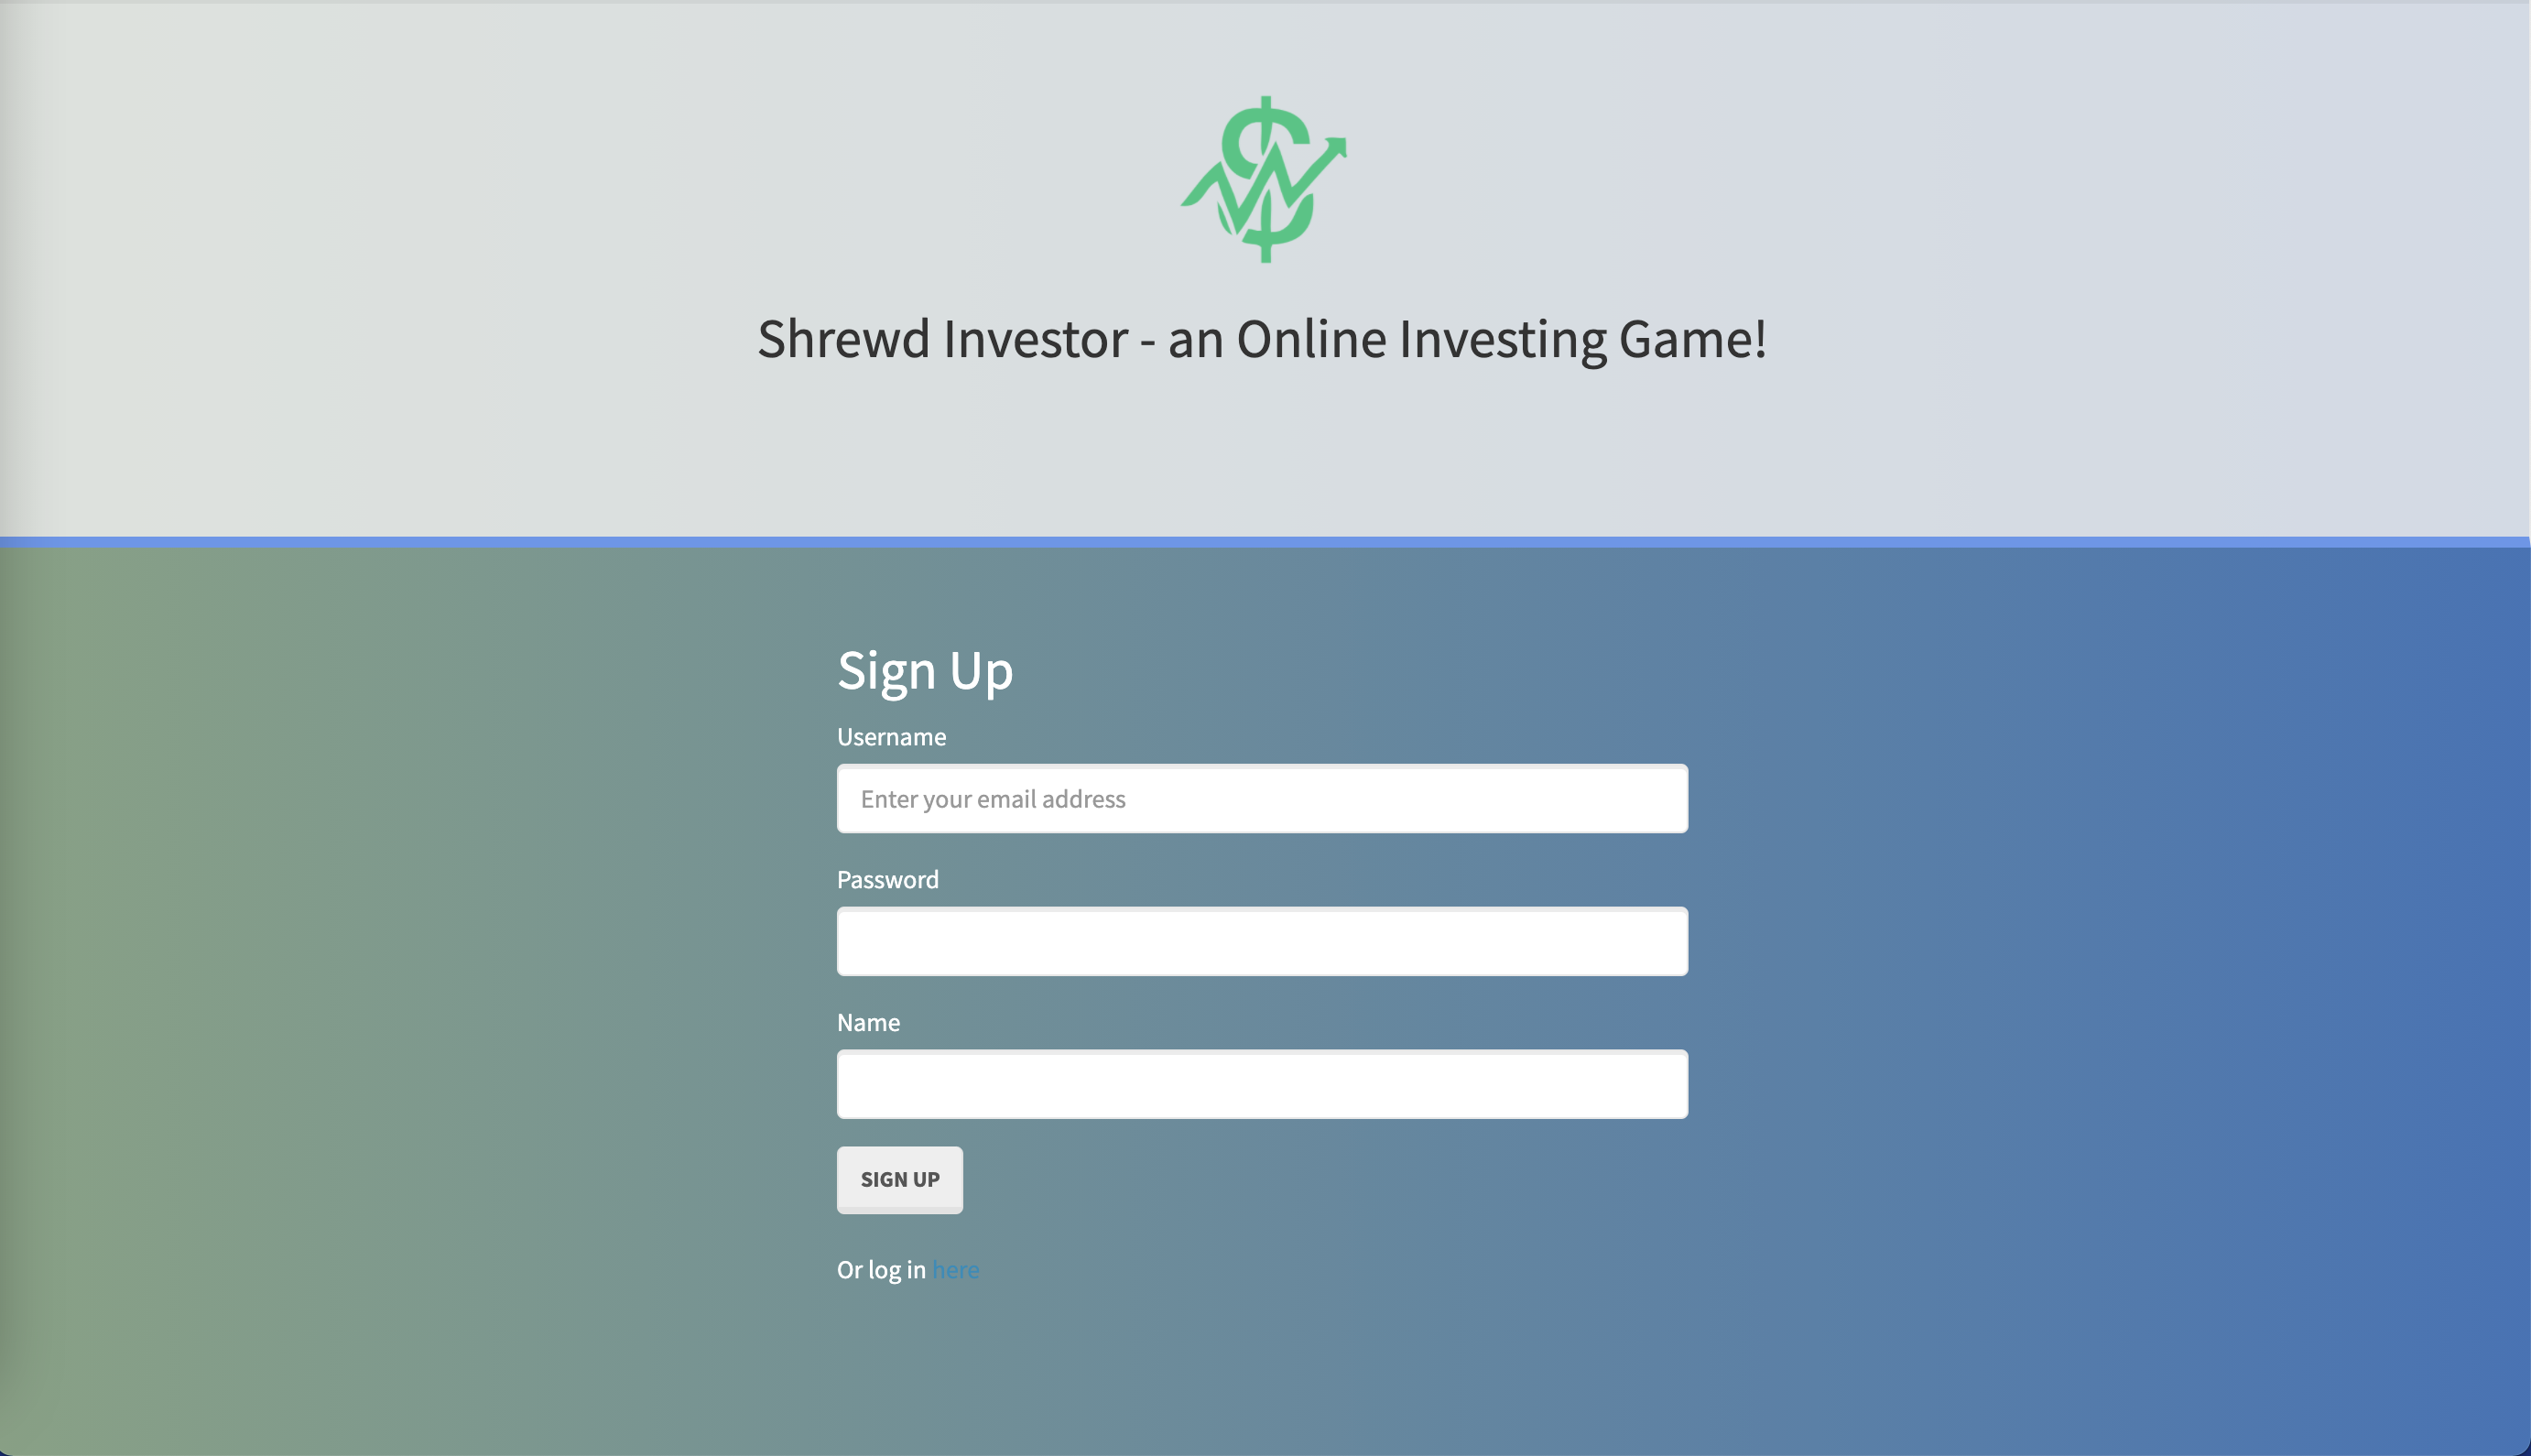 Shrewd Investor - an Online Investing Game!
Sign Up
Username
Enter your email address
Password
Name
SIGN UP
Or log in here